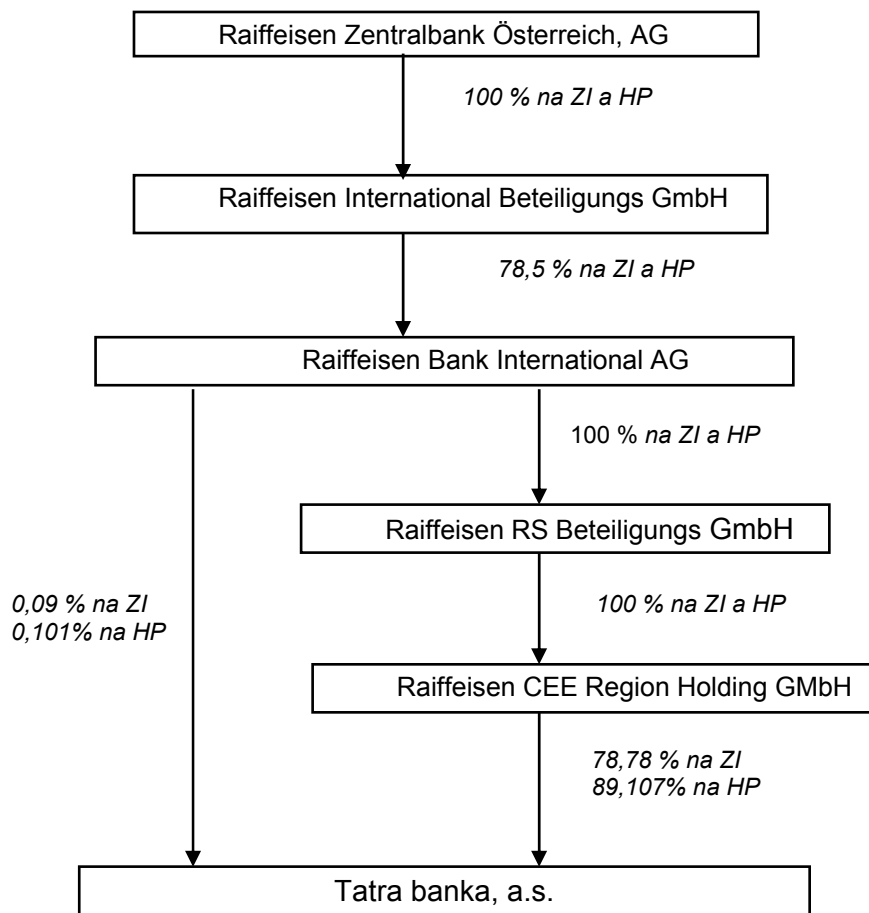 Raiffeisen Zentralbank Österreich, AG
100 % na ZI a HP
Raiffeisen International Beteiligungs GmbH
78,5 % na ZI a HP
Raiffeisen Bank International AG
100 % na ZI a HP
Raiffeisen RS Beteiligungs GmbH
0,09 % na ZI
0,101% na HP
100 % na ZI a HP
Raiffeisen CEE Region Holding GMbH
78,78 % na ZI
89,107% na HP
Tatra banka, a.s.